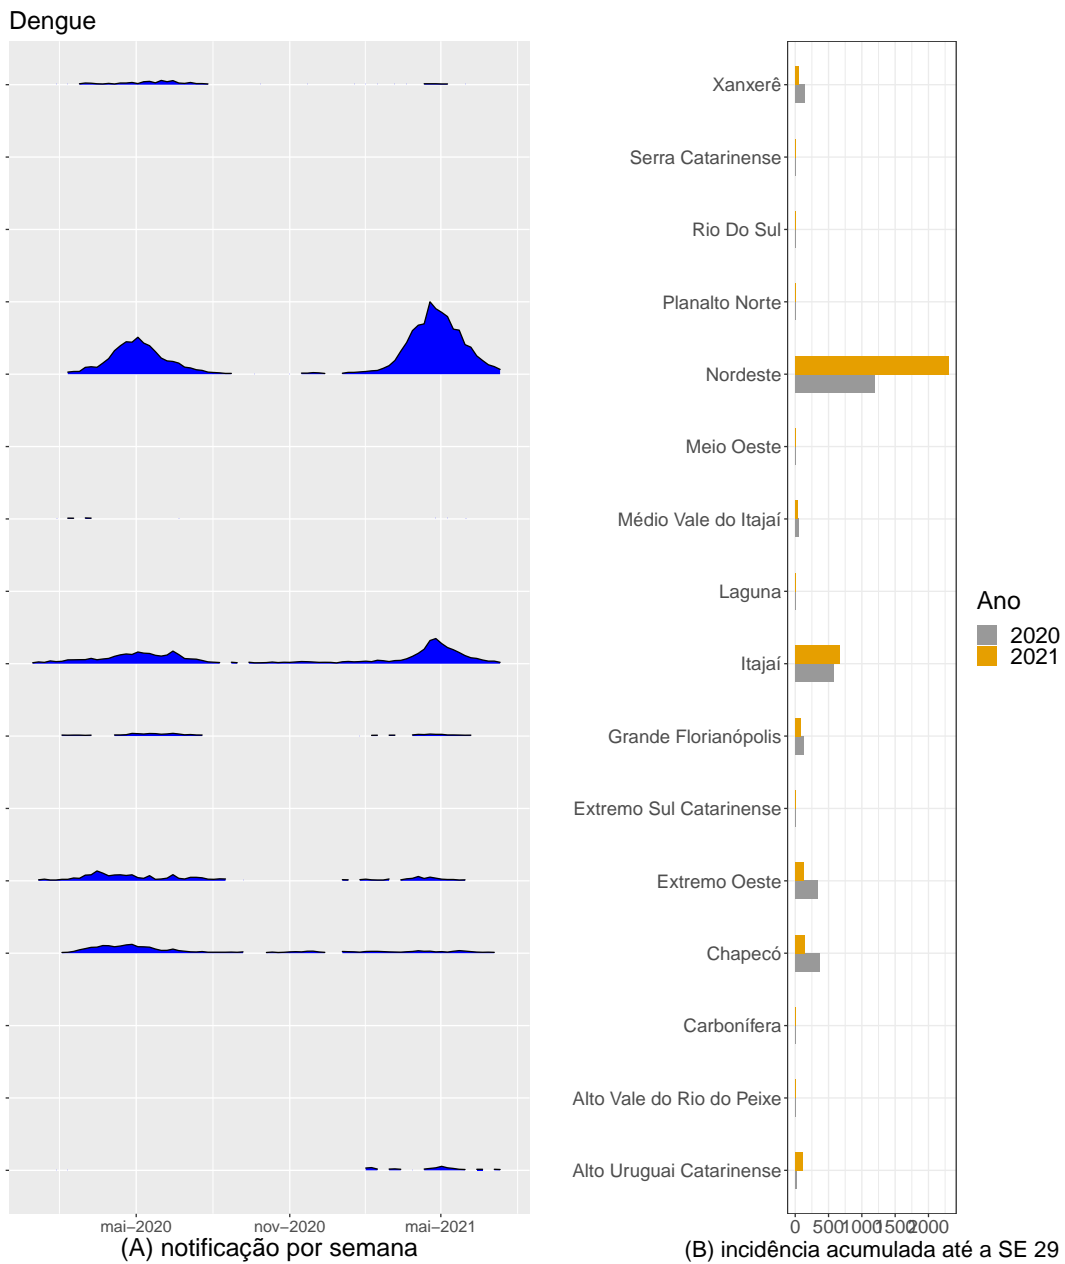 Dengue
Xanxerê
Serra Catarinense
Rio Do Sul
Planalto Norte
Nordeste
Meio Oeste
Médio Vale do Itajaí
Laguna
Itajaí
Grande Florianópolis
Extremo Sul Catarinense
Extremo Oeste
Chapecó
Carbonífera
Alto Vale do Rio do Peixe
Alto Uruguai Catarinense
Ano
2020
2021
mai–2020 nov–2020 mai–2021
(A) notificação por semana
0 500 1000 1500 2000
(B) incidência acumulada até a SE 29